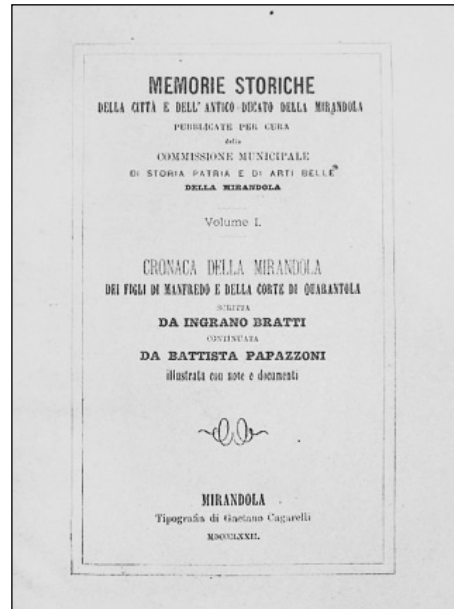 MEMORIE STORICHE
DELLA CITTÀ E DELL' ANTICO DUCATO DELLA MIRANDOLA
PUBBLICATE PER CURA
della
COMMISSIONE MUNICIPALE
DI STORIA PATRIA E DI ARTI BELLE
DELLA MIRANDOLA
Volume I.
CRONACA DELLA MIRANDOLA
DEI FIGLI DI MANFREDO E DELLA CORTE DI QUARANTOLA
SCRITTA
DA INGRANO BRATTI
CONTINUATA
DA BATTISTA PAPAZZONI
illustrata con note e documenti
MIRANDOLA
Tipografia di Gaetano Cagarelli
MDCCCLXXII.